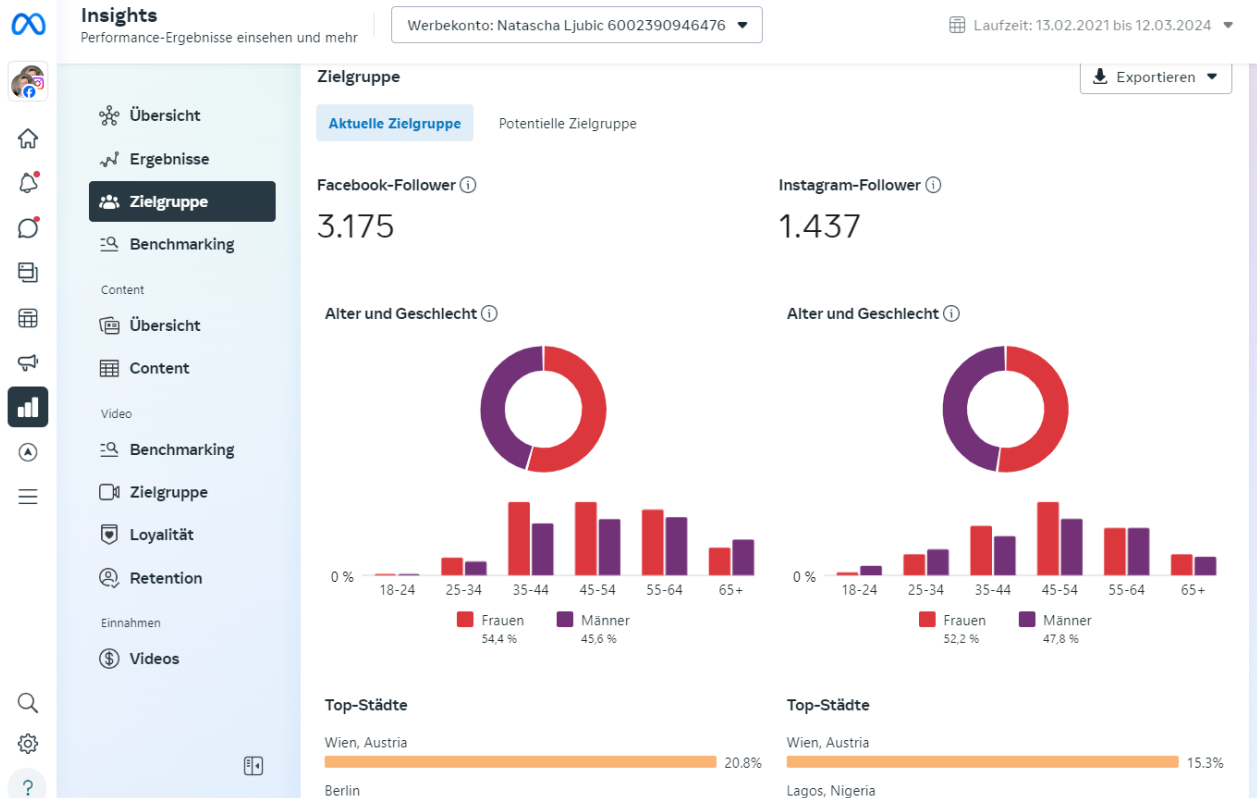 Insights
Performance-Ergebnisse einsehen und mehr
Werbekonto: Natascha Ljubic 6002390946476
Laufzeit: 13.02.2021 bis 12.03.2024
Übersicht
Ergebnisse
Zielgruppe
Benchmarking
Content
Übersicht
Content
Video
Benchmarking
Zielgruppe
Loyalität
Retention
Einnahmen
Videos
?
Zielgruppe
Exportieren
Aktuelle Zielgruppe
Potentielle Zielgruppe
Facebook-Follower
3.175
Alter und Geschlecht
0 %
18-24 25-34 35-44 45-54 55-64 65+
Frauen Männer
54,4 % 45,6 %
Top-Städte
Wien, Austria
20.8%
Berlin
Instagram-Follower
1.437
Alter und Geschlecht
0 %
18-24 25-34 35-44 45-54 55-64 65+
Frauen Männer
52,2 % 47,8 %
Top-Städte
Wien, Austria
15.3%
Lagos, Nigeria